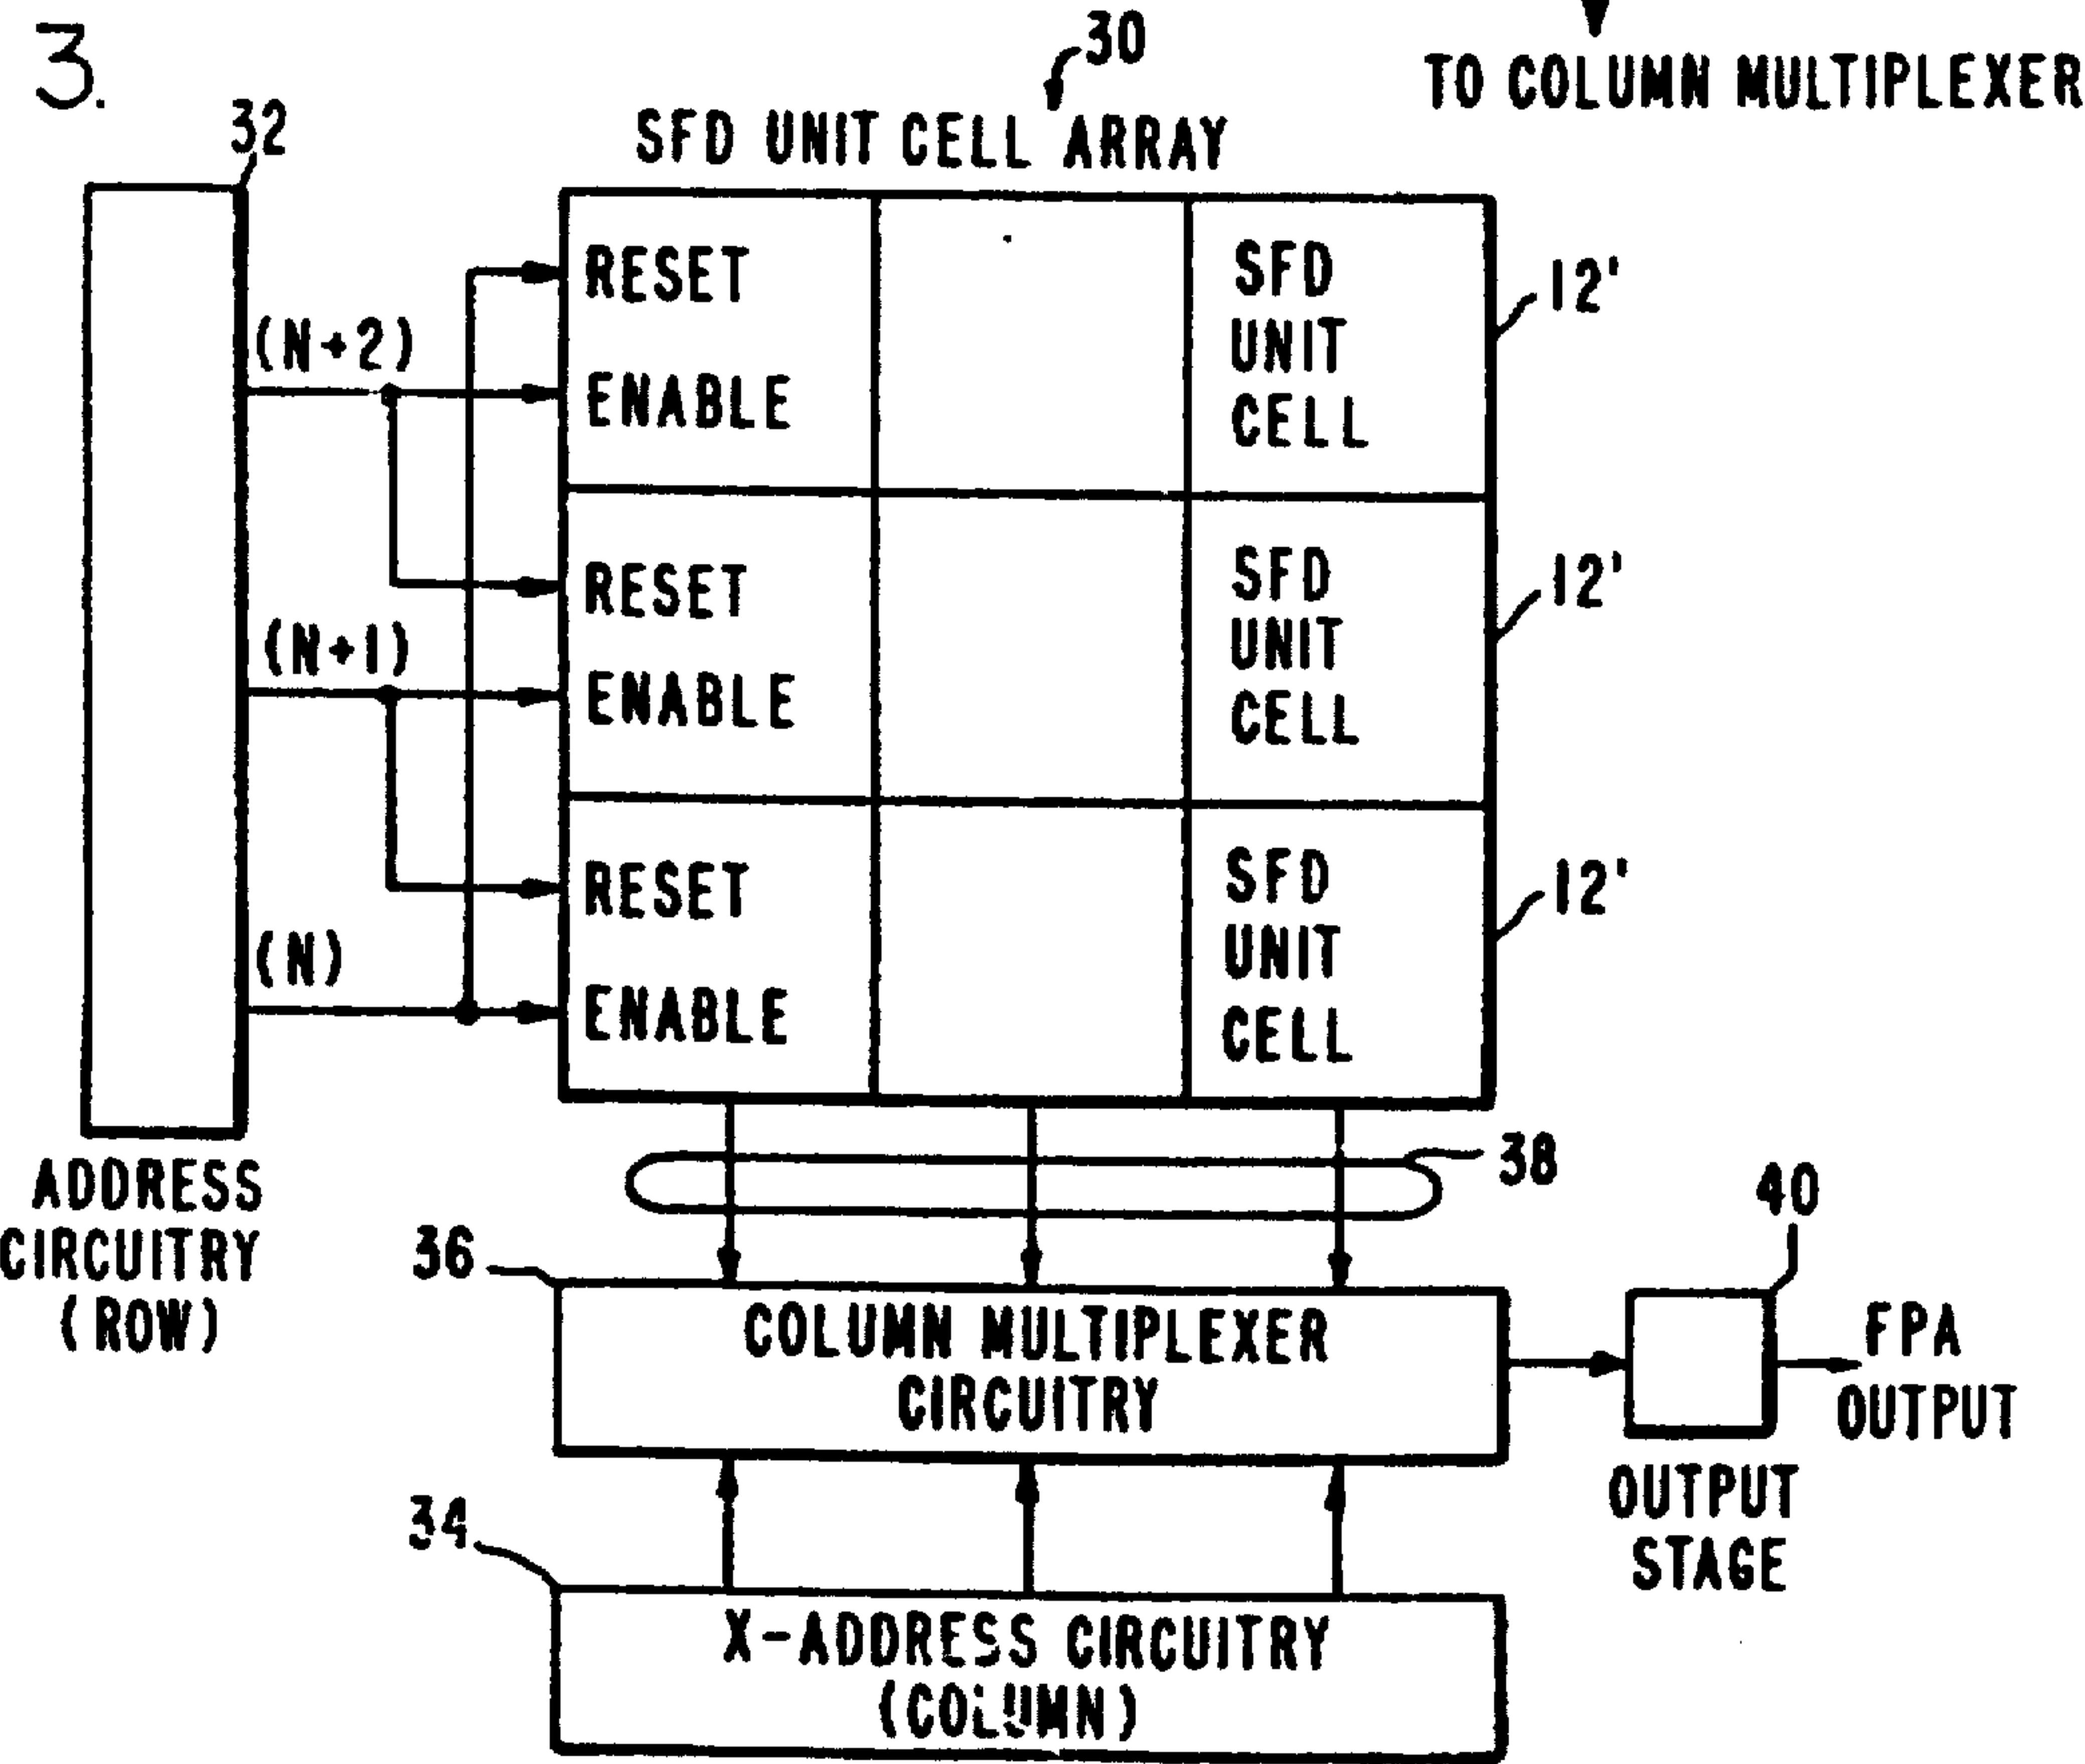 3.
TO COLUMN MULTIPLEXER
30
SFD UNIT CELL ARRAY
32
RESET
SFD
UNIT
CELL
12'
(N+2)
ENABLE
RESET
SFD
UNIT
CELL
12'
(N+1)
ENABLE
RESET
SFD
UNIT
CELL
12'
(N)
ENABLE
ADDRESS
CIRCUITRY
(ROW)
38
36
COLUMN MULTIPLEXER
CIRCUITRY
40
FPA
OUTPUT
OUTPUT
STAGE
34
X-ADDRESS CIRCUITRY
(COLUMN)